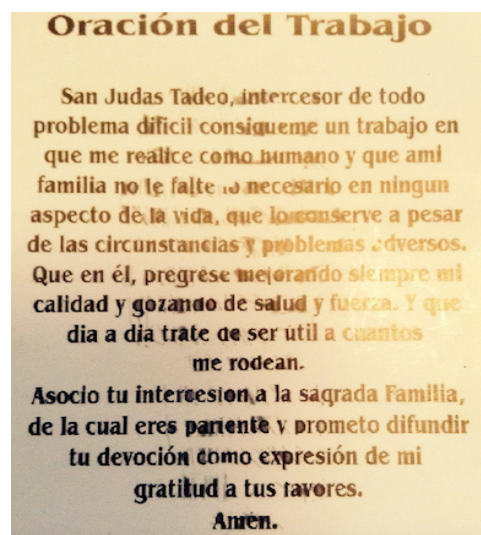 Oración del Trabajo
San Judas Tadeo, intercesor de todo
problema dificil consigueme un trabajo en
que me realice como humano y que ami
familia no le falte lo necesario en ningun
aspecto de la vida, que lo conserve a pesar
de las circunstancias y problemas adversos.
Que en él, pregrese mejorando siempre mi
calidad y gozando de salud y fuerza. Y que
dia a dia trate de ser util a cuantos
me rodean.
Asocio tu intercesion a la sagrada Familia,
de la cual eres pariente y prometo difundir
tu devoción como expresión de mi
gratitud a tus favores.
Amen.